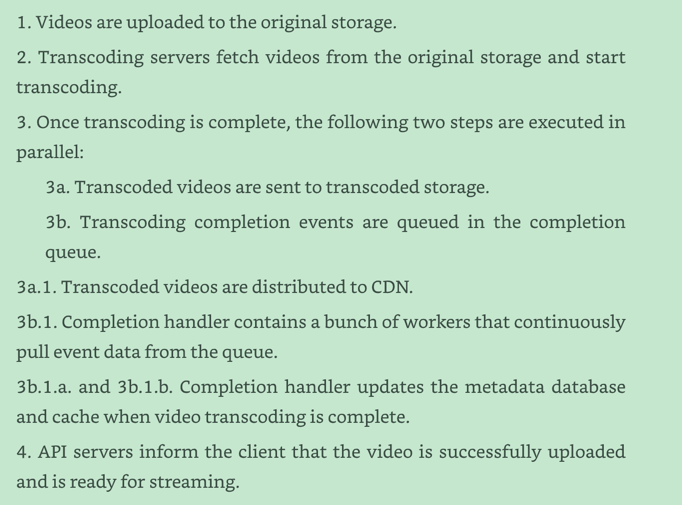 1. Videos are uploaded to the original storage.
2. Transcoding servers fetch videos from the original storage and start
transcoding.
3. Once transcoding is complete, the following two steps are executed in
parallel:
3a. Transcoded videos are sent to transcoded storage.
3b. Transcoding completion events are queued in the completion
queue.
3a.1. Transcoded videos are distributed to CDN.
3b.1. Completion handler contains a bunch of workers that continuously
pull event data from the queue.
3b.1.a. and 3b.1.b. Completion handler updates the metadata database
and cache when video transcoding is complete.
4. API servers inform the client that the video is successfully uploaded
and is ready for streaming.